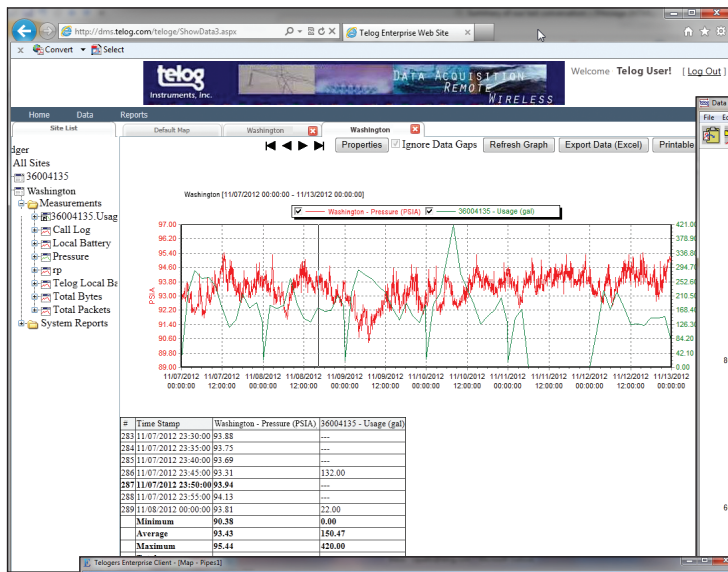 http://dms.telog.com/teloge/ShowData3.aspx
Telog Enterprise Web Site
x Convert Select
telog
Instruments, Inc.
DATA ACQUISITION
REMOTE
WIRELESS
Welcome Telog User! [ Log Out ]
Home Data Reports
Data
File
Site List
Default Map
Washington
Washington
Properties
Ignore Data Gaps
Refresh Graph
Export Data (Excel)
Printable
dger
All Sites
36004135
Washington
Measurements
36004135.Usag
Call Log
Local Battery
Pressure
rp
Telog Local Ba
Total Bytes
Total Packets
System Reports
Washington [11/07/2012 00:00:00 - 11/13/2012 00:00:00]
Washington - Pressure (PSIA) 36004135 - Usage (gal)
97.00 421.0
96.20 378.9
95.40 336.8
94.60 294.7
93.80 252.6
93.00 210.5
92.20 168.4
91.40 126.3
90.60 84.20
89.80 42.10
89.00 0.00
PSIA
11/07/2012 11/07/2012 11/08/2012 11/08/2012 11/09/2012 11/09/2012 11/10/2012 11/10/2012 11/11/2012 11/11/2012 11/12/2012 11/12/2012 11/13/2012
00:00:00 12:00:00 00:00:00 12:00:00 00:00:00 12:00:00 00:00:00 12:00:00 00:00:00 12:00:00 00:00:00 12:00:00 00:00:00
# Time Stamp Washington - Pressure (PSIA) 36004135 - Usage (gal)
283 11/07/2012 23:30:00 93.88 ---
284 11/07/2012 23:35:00 93.75 ---
285 11/07/2012 23:40:00 93.69 ---
286 11/07/2012 23:45:00 93.31 132.00
287 11/07/2012 23:50:00 93.94 ---
288 11/07/2012 23:55:00 94.13 ---
289 11/08/2012 00:00:00 93.81 22.00
Minimum 90.38 0.00
Average 93.43 150.47
Maximum 95.44 420.00
Telogers Enterprise Client - [Map - Pipes1]